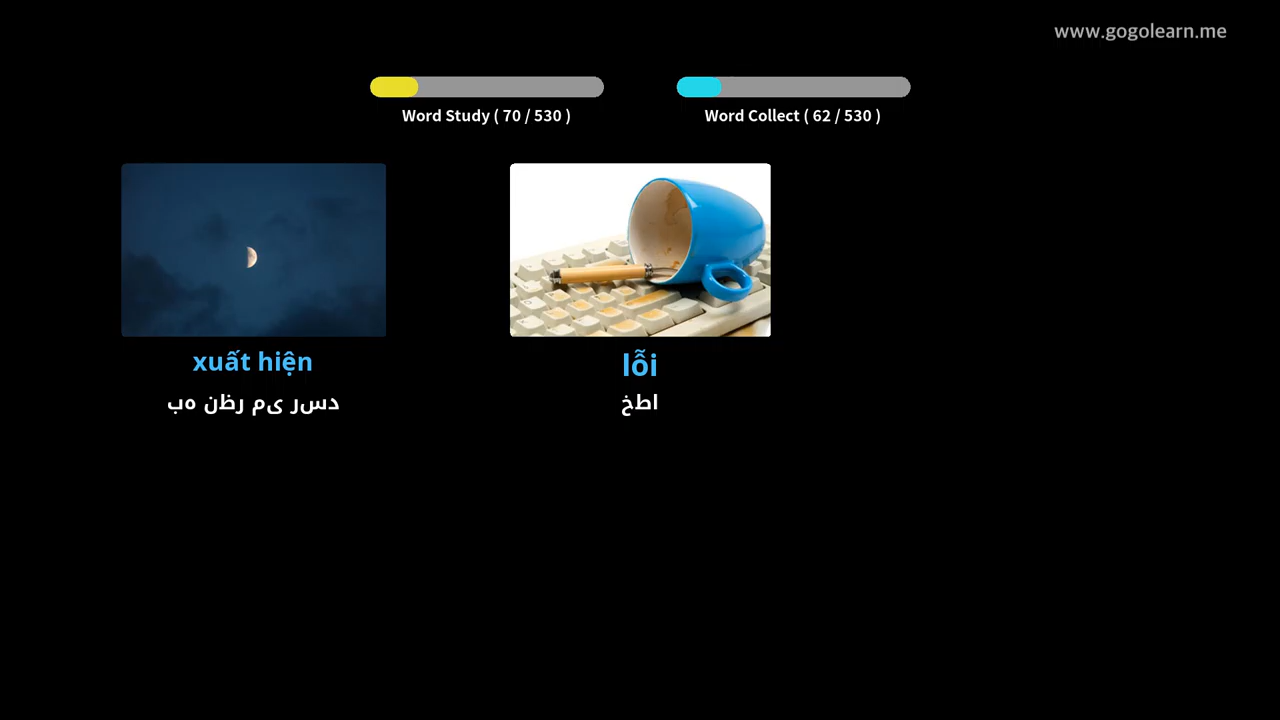 www.gogolearn.me
Word Study ( 70 / 530 )
Word Collect ( 62 / 530 )
xuất hiện
دسر یم رظن هب
lỗi
اطخ